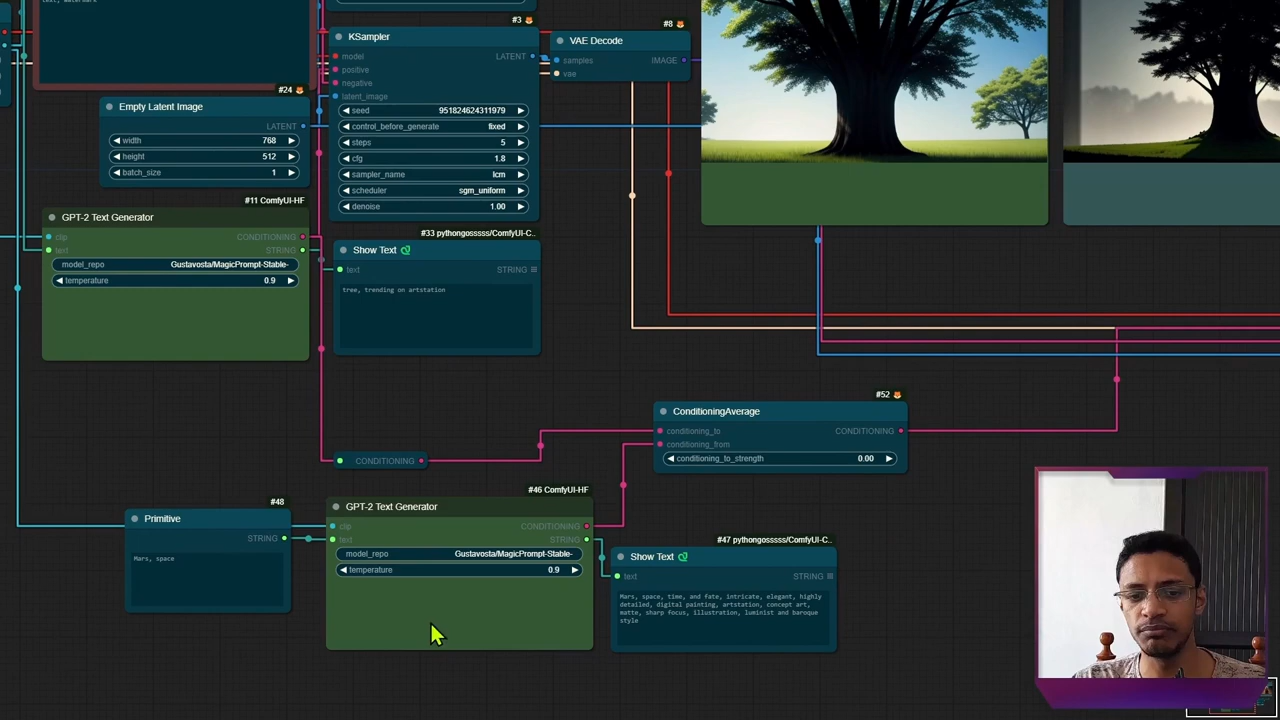 text, watermark
#3
KSampler
model
LATENT
positive
negative
latent_image
seed 951824624311979
control_before_generate fixed
steps 5
cfg 1.8
sampler_name lcm
scheduler sgm_uniform
denoise 1.00
#8
VAE Decode
samples IMAGE
vae
#24
Empty Latent Image
LATENT
width 768
height 512
batch_size 1
#11 ComfyUI-HF
GPT-2 Text Generator
clip CONDITIONING
text STRING
model_repo Gustavosta/MagicPrompt-Stable-
temperature 0.9
#33 pythongosssss/ComfyUI-C..
Show Text
text STRING
tree, trending on artstation
#52
ConditioningAverage
conditioning_to CONDITIONING
conditioning_from
conditioning_to_strength 0.00
CONDITIONING
#48
Primitive
STRING
Mars, space
#46 ComfyUI-HF
GPT-2 Text Generator
clip CONDITIONING
text STRING
model_repo Gustavosta/MagicPrompt-Stable-
temperature 0.9
#47 pythongosssss/ComfyUI-C..
Show Text
text STRING
Mars, space, time, and fate, intricate, elegant, highly
detailed, digital painting, artstation, concept art,
matte, sharp focus, illustration, luminist and baroque
style